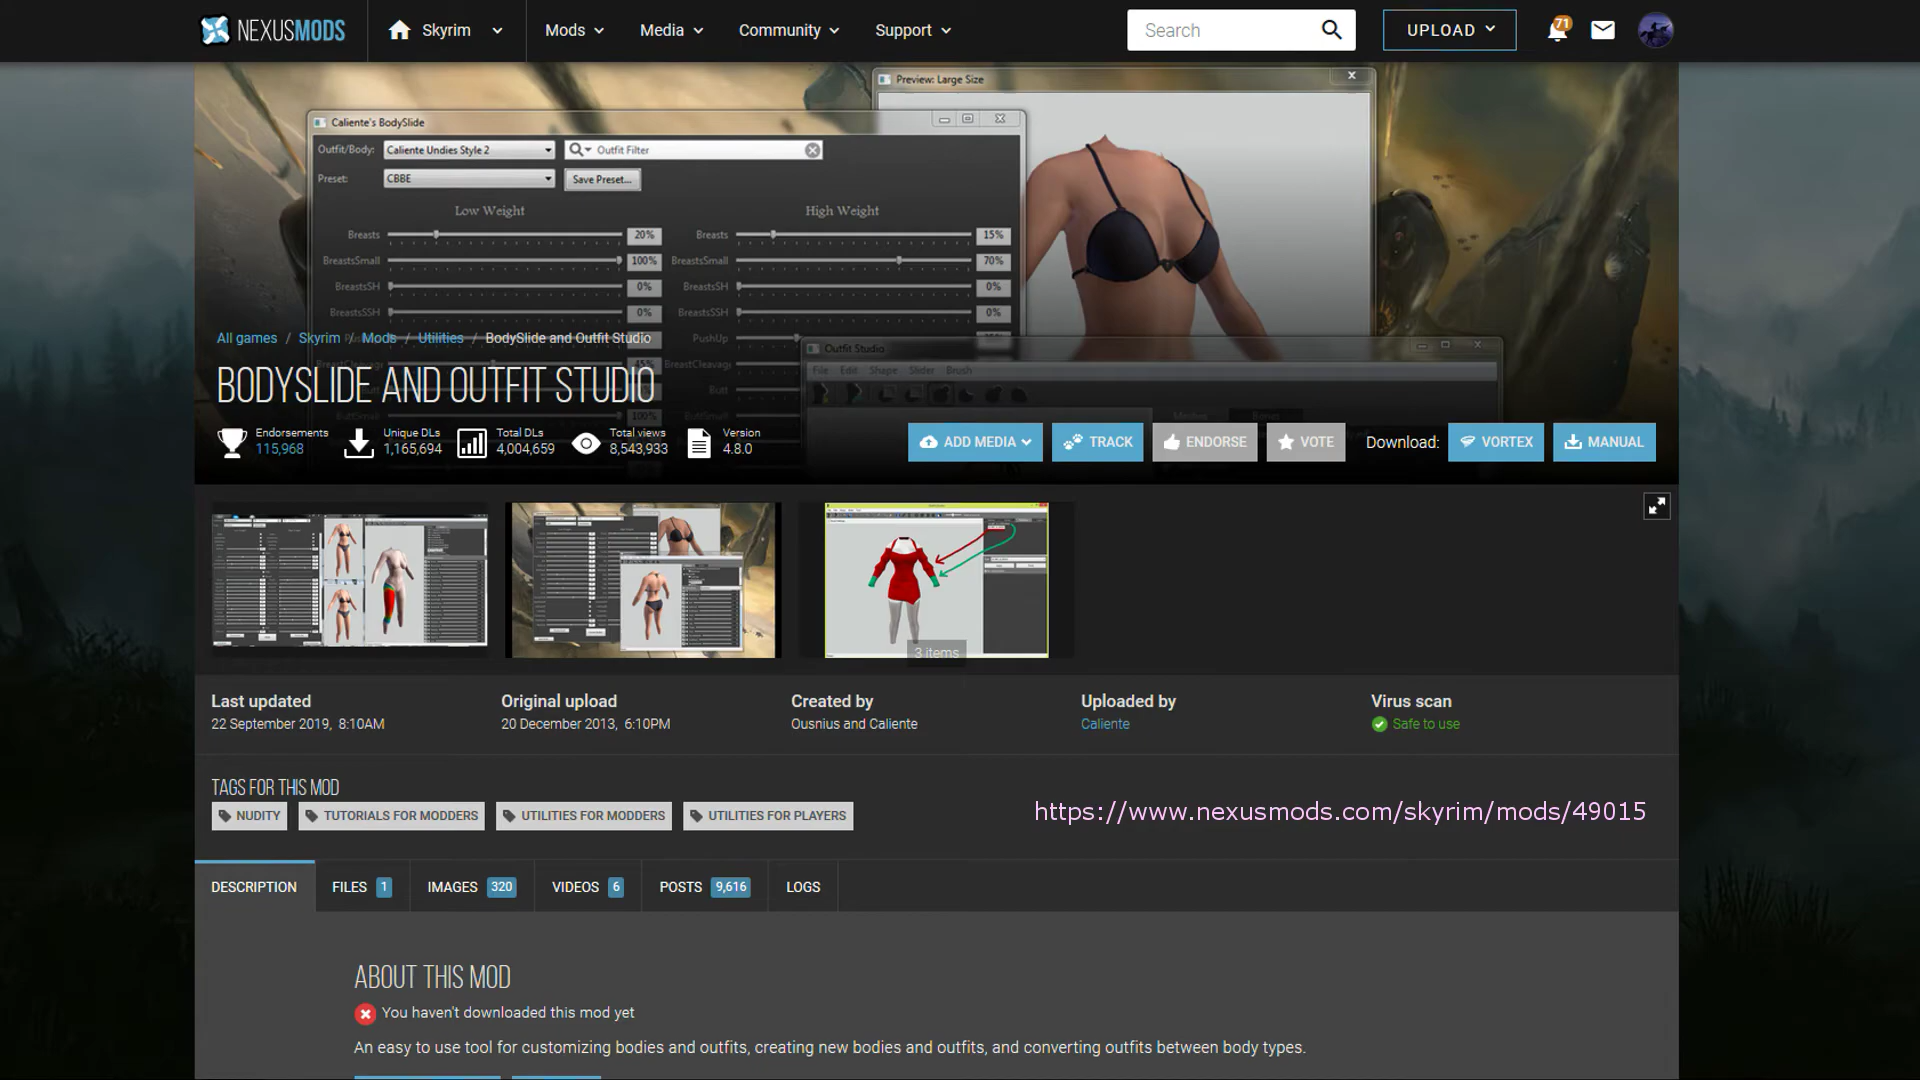 NEXUSMODS
Skyrim
Mods
Media
Community
Support
Search
UPLOAD
71
Preview: Large Size
Caliente's BodySlide
Outfit/Body:
Caliente Undies Style 2
Outfit Filter
Preset:
CBBE
Save Preset...
Low Weight
High Weight
Breasts
20%
Breasts
15%
BreastsSmall
100%
BreastsSmall
70%
BreastsSH
0%
BreastsSH
0%
BreastsSSH
0%
BreastsSSH
0%
All games / Skyrim / Mods / Utilities / BodySlide and Outfit Studio
PushUp
Outfit Studio
BODYSLIDE AND OUTFIT STUDIO
File Edit Shape Slider Brush
Butt
Endorsements
115,968
Unique DLs
1,165,694
Total DLs
4,004,659
Total views
8,543,933
Version
4.8.0
ADD MEDIA
TRACK
ENDORSE
VOTE
Download:
VORTEX
MANUAL
3 items
Last updated
22 September 2019, 8:10AM
Original upload
20 December 2013, 6:10PM
Created by
Ousnius and Caliente
Uploaded by
Caliente
Virus scan
Safe to use
TAGS FOR THIS MOD
NUDITY
TUTORIALS FOR MODDERS
UTILITIES FOR MODDERS
UTILITIES FOR PLAYERS
https://www.nexusmods.com/skyrim/mods/49015
DESCRIPTION
FILES 1
IMAGES 320
VIDEOS 6
POSTS 9,616
LOGS
ABOUT THIS MOD
You haven't downloaded this mod yet
An easy to use tool for customizing bodies and outfits, creating new bodies and outfits, and converting outfits between body types.